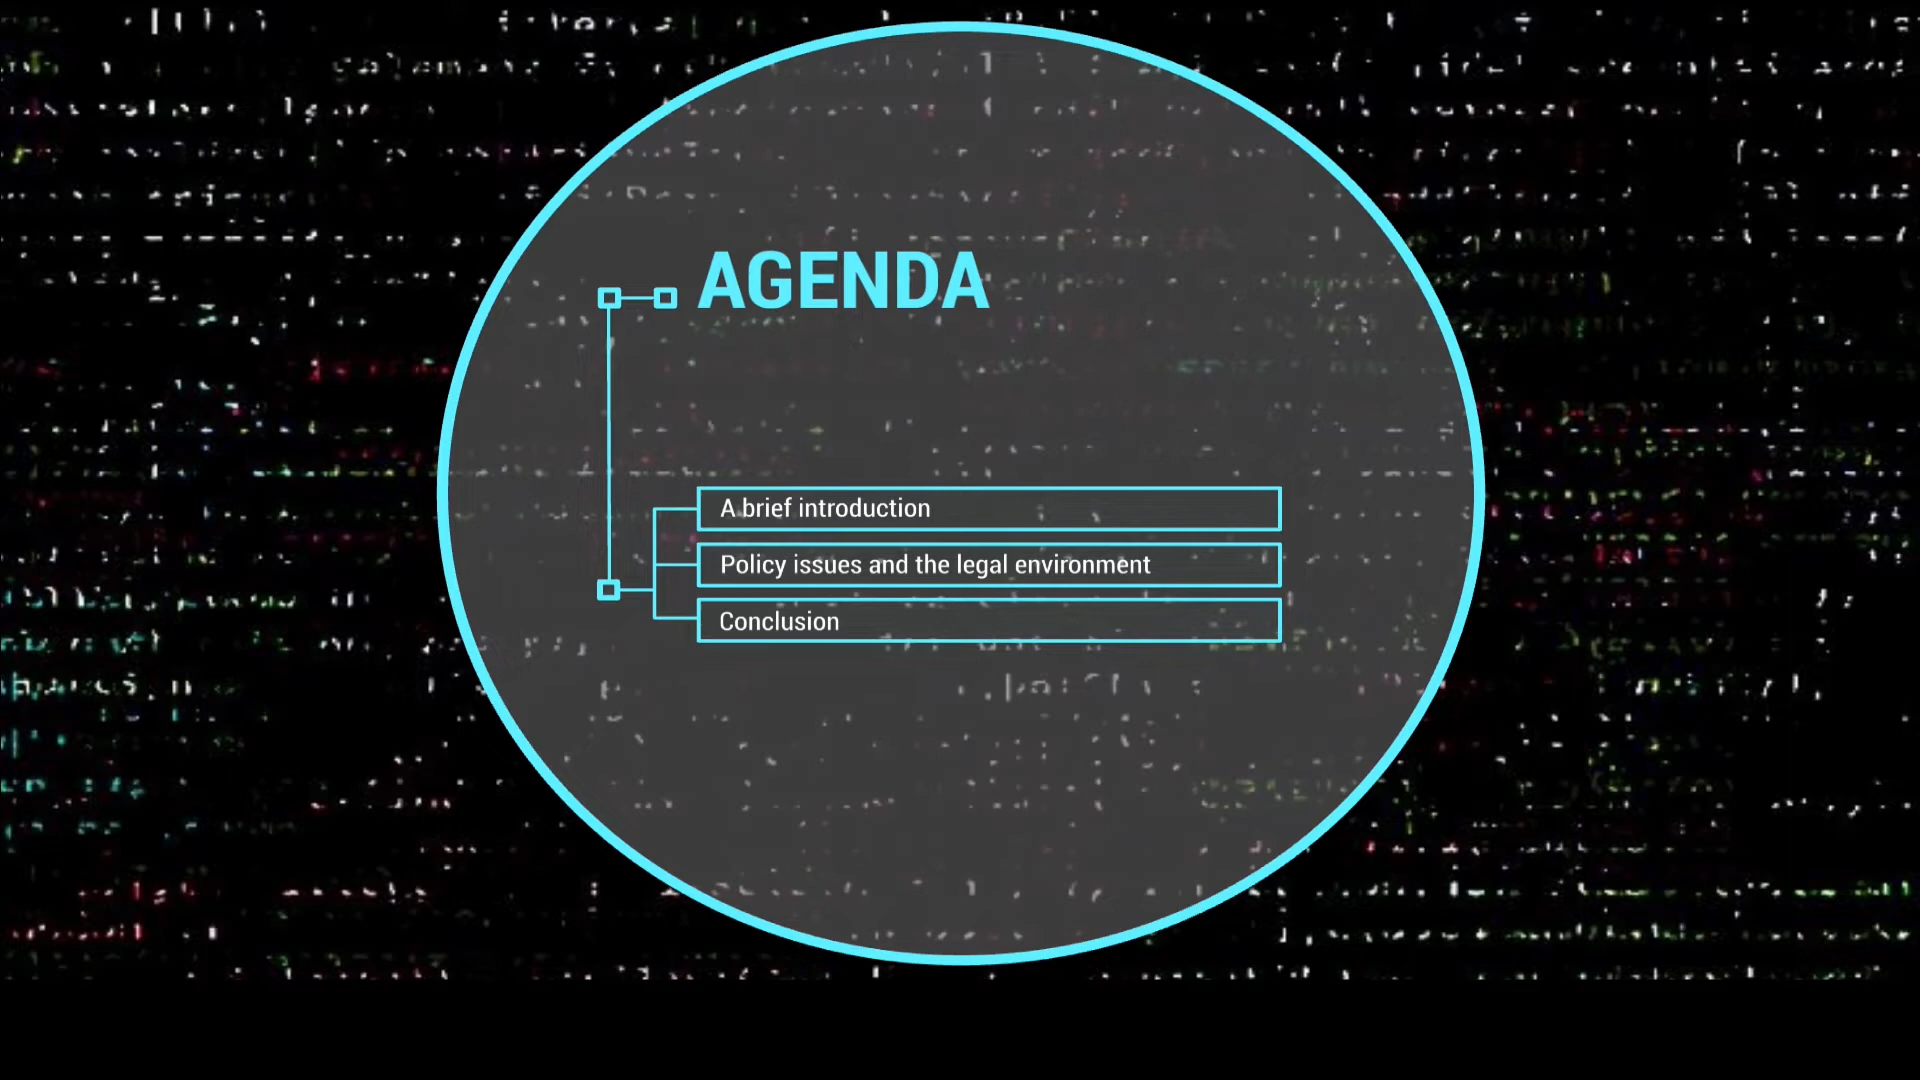 AGENDA
A brief introduction
Policy issues and the legal environment
Conclusion